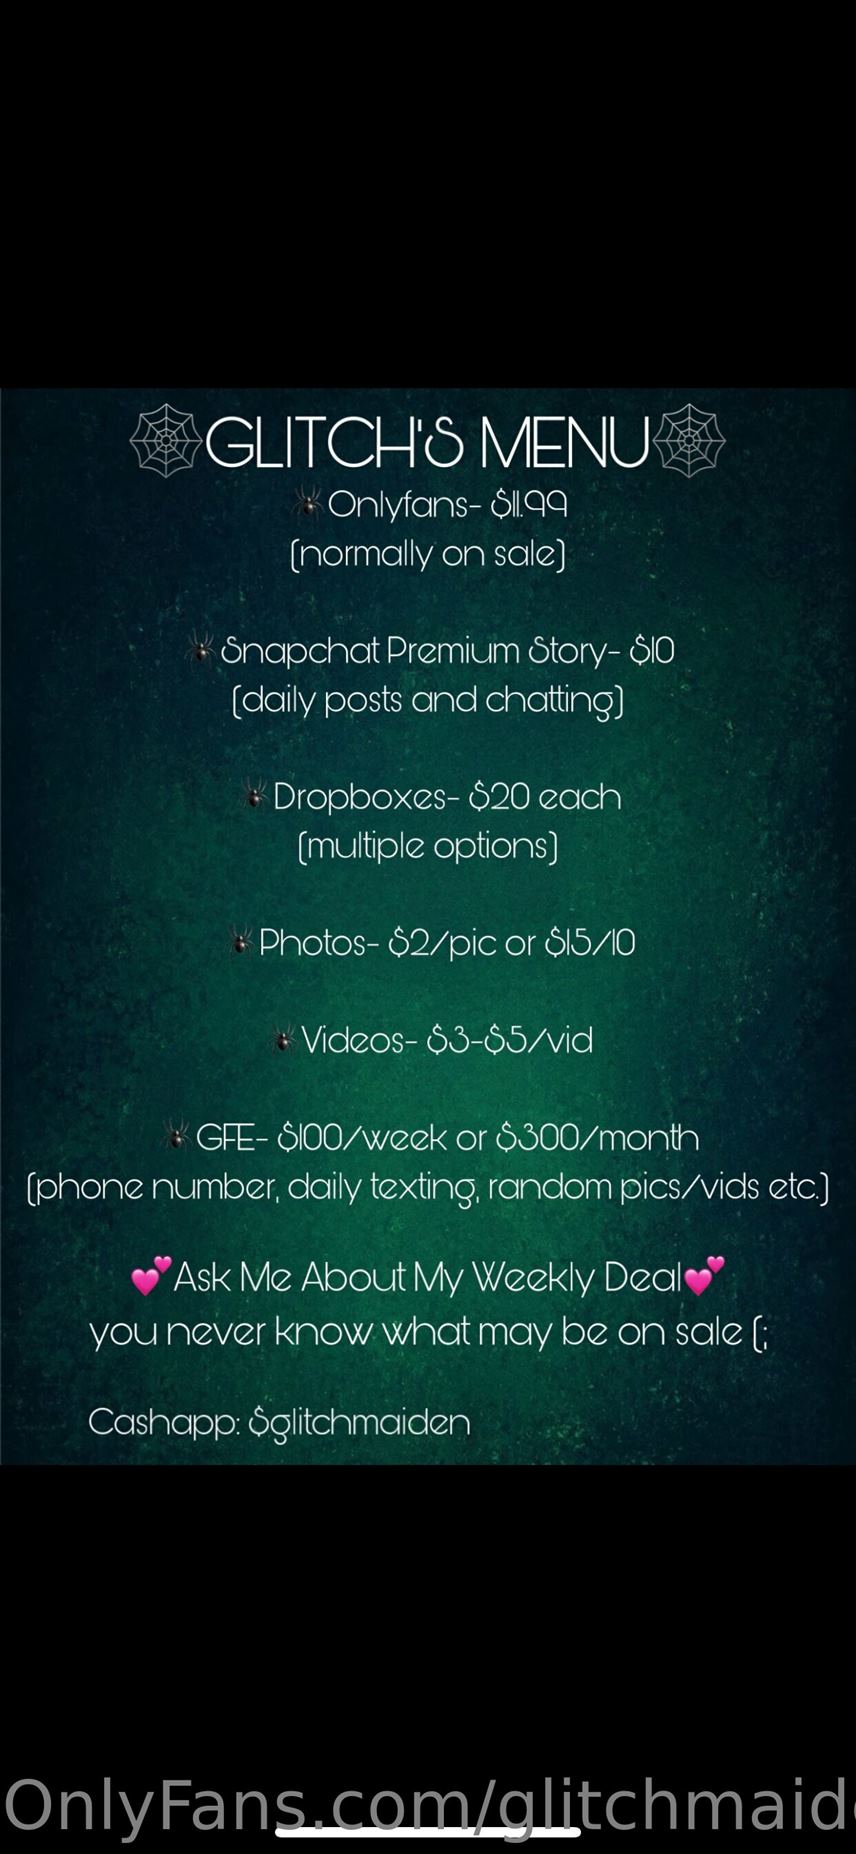 🕸GLITCH'S MENU🕸
🕷Onlyfans- $11.99
(normally on sale)
🕷Snapchat Premium Story- $10
(daily posts and chatting)
🕷Dropboxes- $20 each
(multiple options)
🕷Photos- $2/pic or $15/10
🕷Videos- $3-$5/vid
🕷GFE- $100/week or $300/month
(phone number, daily texting, random pics/vids etc.)
💕Ask Me About My Weekly Deal💕
you never know what may be on sale (;
Cashapp: $glitchmaiden
OnlyFans.com/glitchmaide